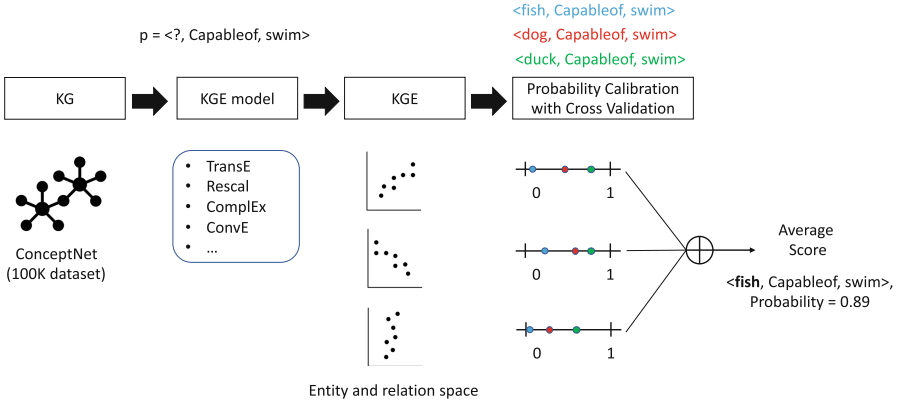 p = <?, Capableof, swim>
<fish, Capableof, swim>
<dog, Capableof, swim>
<duck, Capableof, swim>
KG
KGE model
KGE
Probability Calibration
with Cross Validation
• TransE
• Rescal
• ComplEx
• ConvE
• ...
ConceptNet
(100K dataset)
0 1
0 1
0 1
Entity and relation space
Average
Score
<fish, Capableof, swim>,
Probability = 0.89